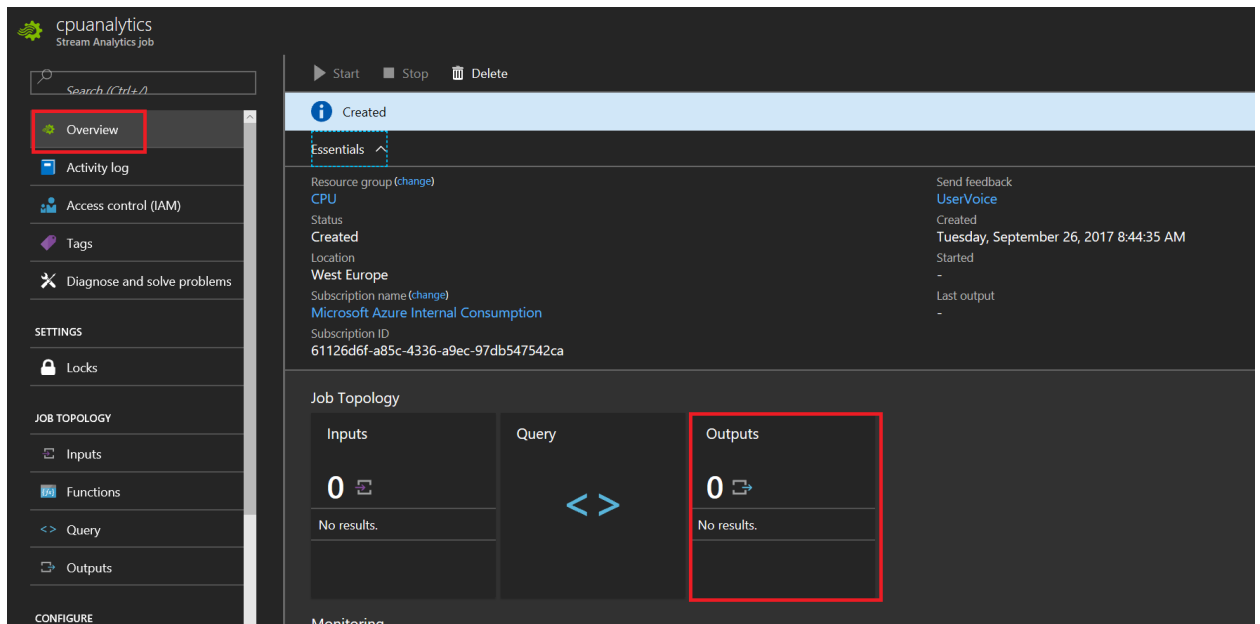 cpuanalytics
Stream Analytics job
Search (Ctrl+/)
Overview
Activity log
Access control (IAM)
Tags
Diagnose and solve problems
SETTINGS
Locks
JOB TOPOLOGY
Inputs
Functions
<> Query
Outputs
CONFIGURE
Start Stop Delete
Created
Essentials
Resource group (change)
CPU
Status
Created
Location
West Europe
Subscription name (change)
Microsoft Azure Internal Consumption
Subscription ID
61126d6f-a85c-4336-a9ec-97db547542ca
Send feedback
UserVoice
Created
Tuesday, September 26, 2017 8:44:35 AM
Started
-
Last output
-
Job Topology
Inputs
0
No results.
Query
< >
Outputs
0
No results.
Monitoring